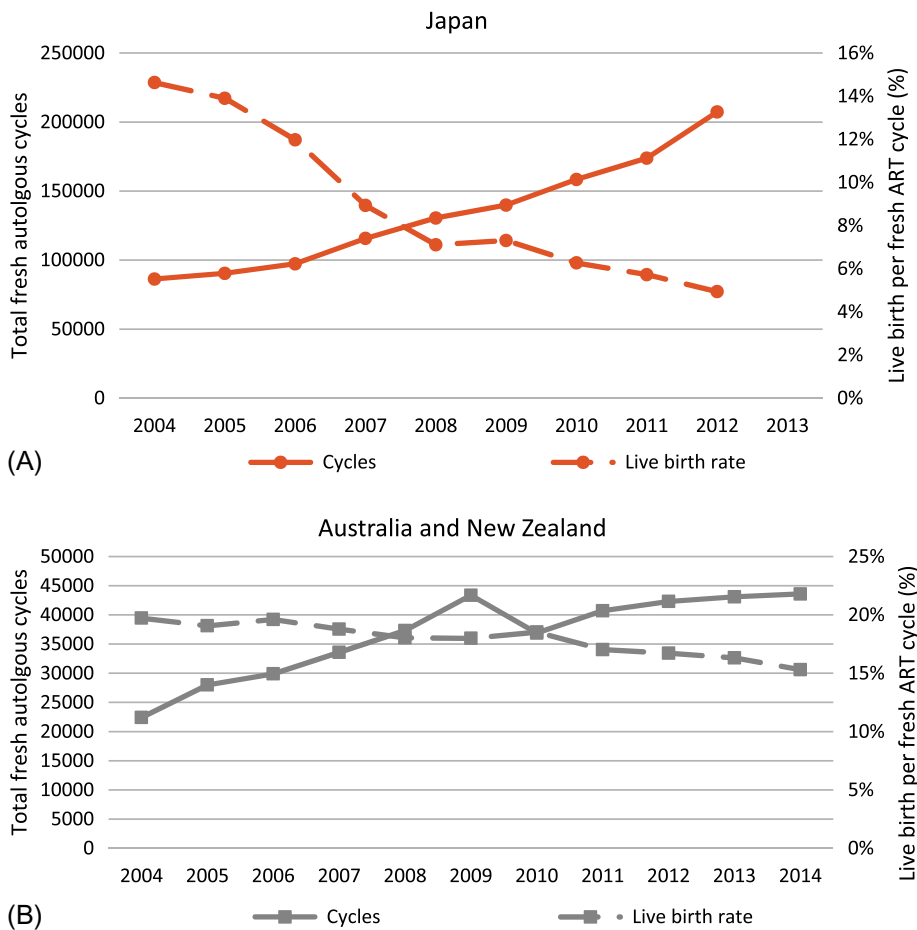 Japan
Total fresh autolgous cycles
250000
200000
150000
100000
50000
0
16%
14%
12%
10%
8%
6%
4%
2%
0%
Live birth per fresh ART cycle (%)
2004 2005 2006 2007 2008 2009 2010 2011 2012 2013
(A)
Cycles Live birth rate
Australia and New Zealand
Total fresh autolgous cycles
50000
45000
40000
35000
30000
25000
20000
15000
10000
5000
0
25%
20%
15%
10%
5%
0%
Live birth per fresh ART cycle (%)
2004 2005 2006 2007 2008 2009 2010 2011 2012 2013 2014
(B)
Cycles Live birth rate